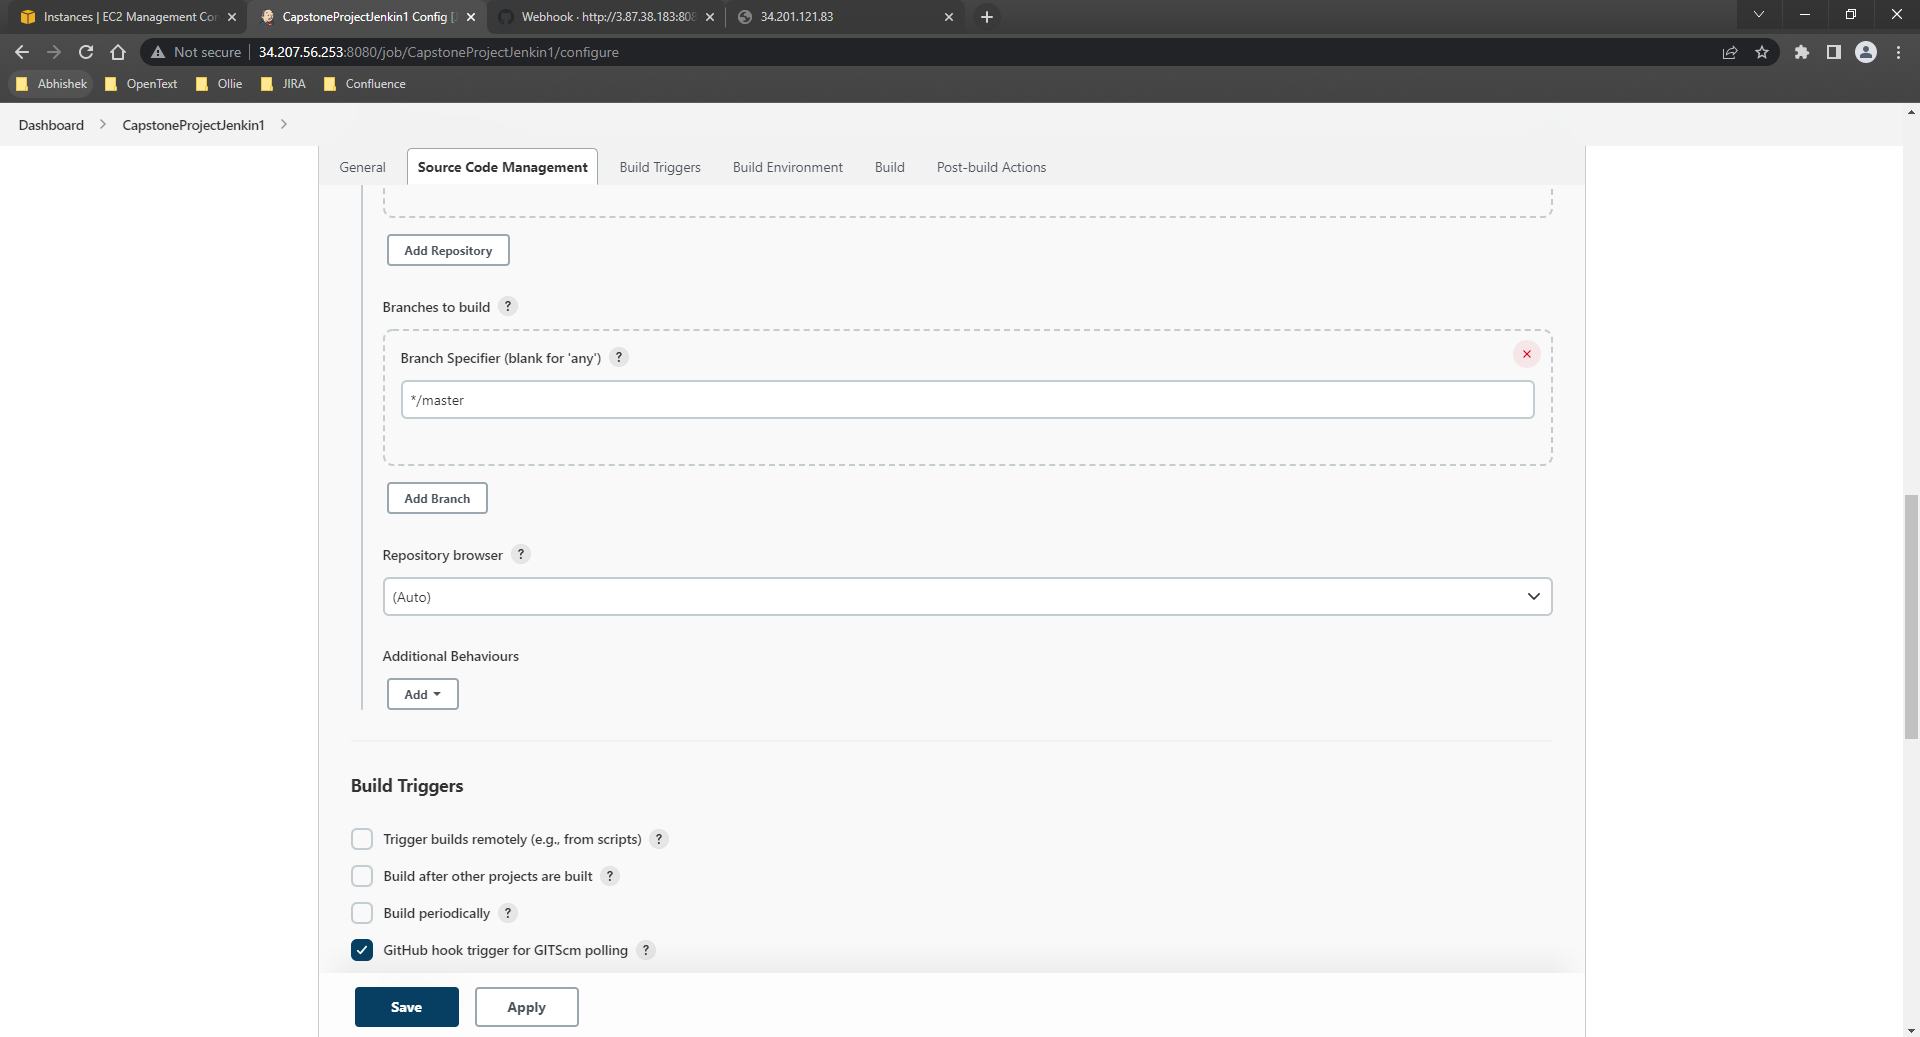 Instances | EC2 Management Con
CapstoneProjectJenkin1 Config [J
Webhook · http://3.87.38.183:808
34.201.121.83
Not secure
34.207.56.253:8080/job/CapstoneProjectJenkin1/configure
Abhishek
OpenText
Ollie
JIRA
Confluence
Dashboard
CapstoneProjectJenkin1
General
Source Code Management
Build Triggers
Build Environment
Build
Post-build Actions
Add Repository
Branches to build ?
Branch Specifier (blank for 'any') ?
*/master
Add Branch
Repository browser ?
(Auto)
Additional Behaviours
Add
Build Triggers
Trigger builds remotely (e.g., from scripts) ?
Build after other projects are built ?
Build periodically ?
GitHub hook trigger for GITScm polling ?
Save
Apply